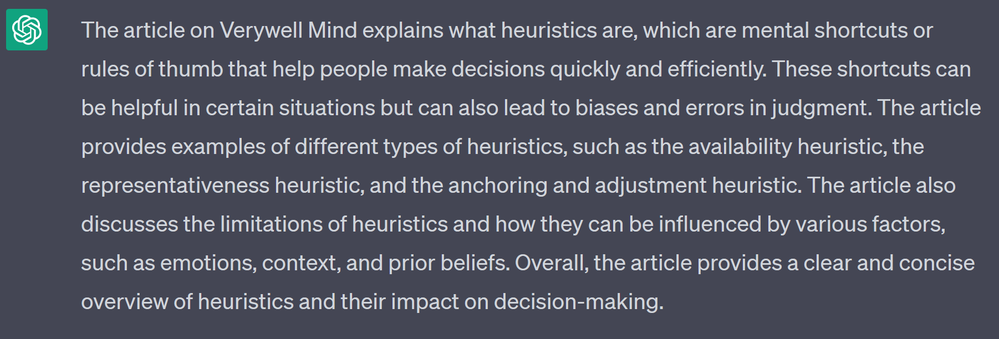 The article on Verywell Mind explains what heuristics are, which are mental shortcuts or
rules of thumb that help people make decisions quickly and efficiently. These shortcuts can
be helpful in certain situations but can also lead to biases and errors in judgment. The article
provides examples of different types of heuristics, such as the availability heuristic, the
representativeness heuristic, and the anchoring and adjustment heuristic. The article also
discusses the limitations of heuristics and how they can be influenced by various factors,
such as emotions, context, and prior beliefs. Overall, the article provides a clear and concise
overview of heuristics and their impact on decision-making.